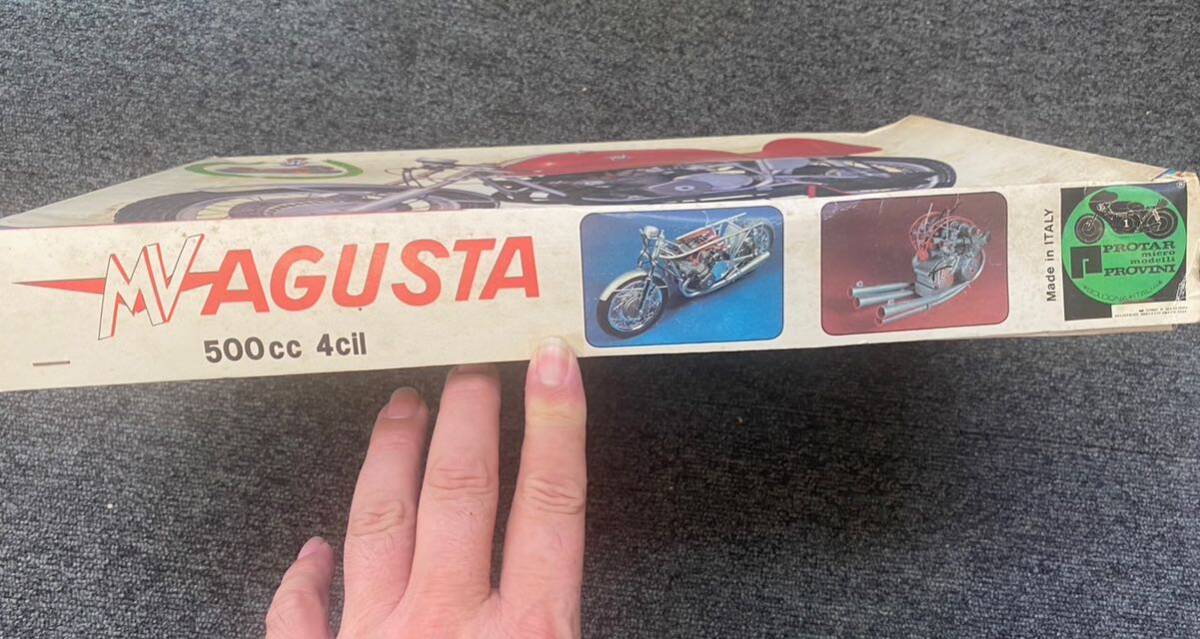 MV AGUSTA
500cc 4cil
Made in ITALY
PROTAR
micro
modelli
PROVINI